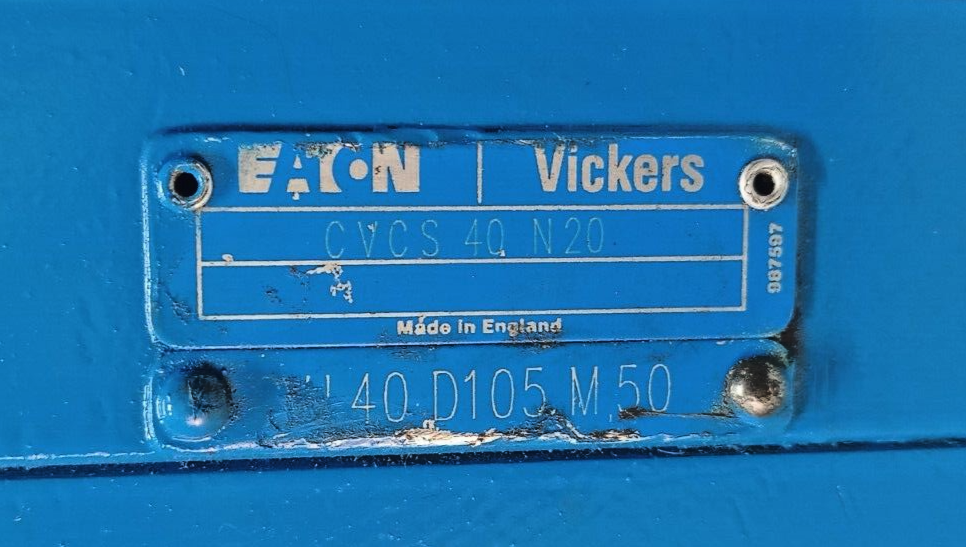 EATON | Vickers
CVCS 40 N20
987597
Made in England
40 D105 M 50